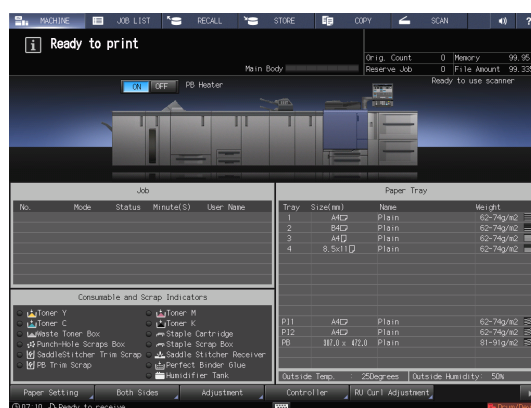 MACHINE JOB LIST RECALL STORE COPY SCAN
Ready to print
Orig. Count 0 Memory 99.95
Main Body Reserve Job 0 File Amount 99.33%
Ready to use scanner
ON OFF PB Heater
Job
No. Mode Status Minute(S) User Name
Paper Tray
Tray Size(mm) Name Weight
1 A4 Plain 62-74g/m2
2 B4 Plain 62-74g/m2
3 A4 Plain 62-74g/m2
4 8.5x11 Plain 62-74g/m2
PI1 A4 Plain 62-74g/m2
PI2 A4 Plain 62-74g/m2
PB 307.0 x 472.0 Plain 81-91g/m2
Consumable and Scrap Indicators
Toner Y Toner M
Toner C Toner K
Waste Toner Box Staple Cartridge
Punch-Hole Scraps Box Staple Scrap Box
SaddleStitcher Trim Scrap Saddle Stitcher Receiver
PB Trim Scrap Perfect Binder Glue
Humidifier Tank
Outside Temp. : 25Degrees Outside Humidity: 50%
Paper Setting Both Sides Adjustment Controller RU Curl Adjustment
07:10 Ready to receive